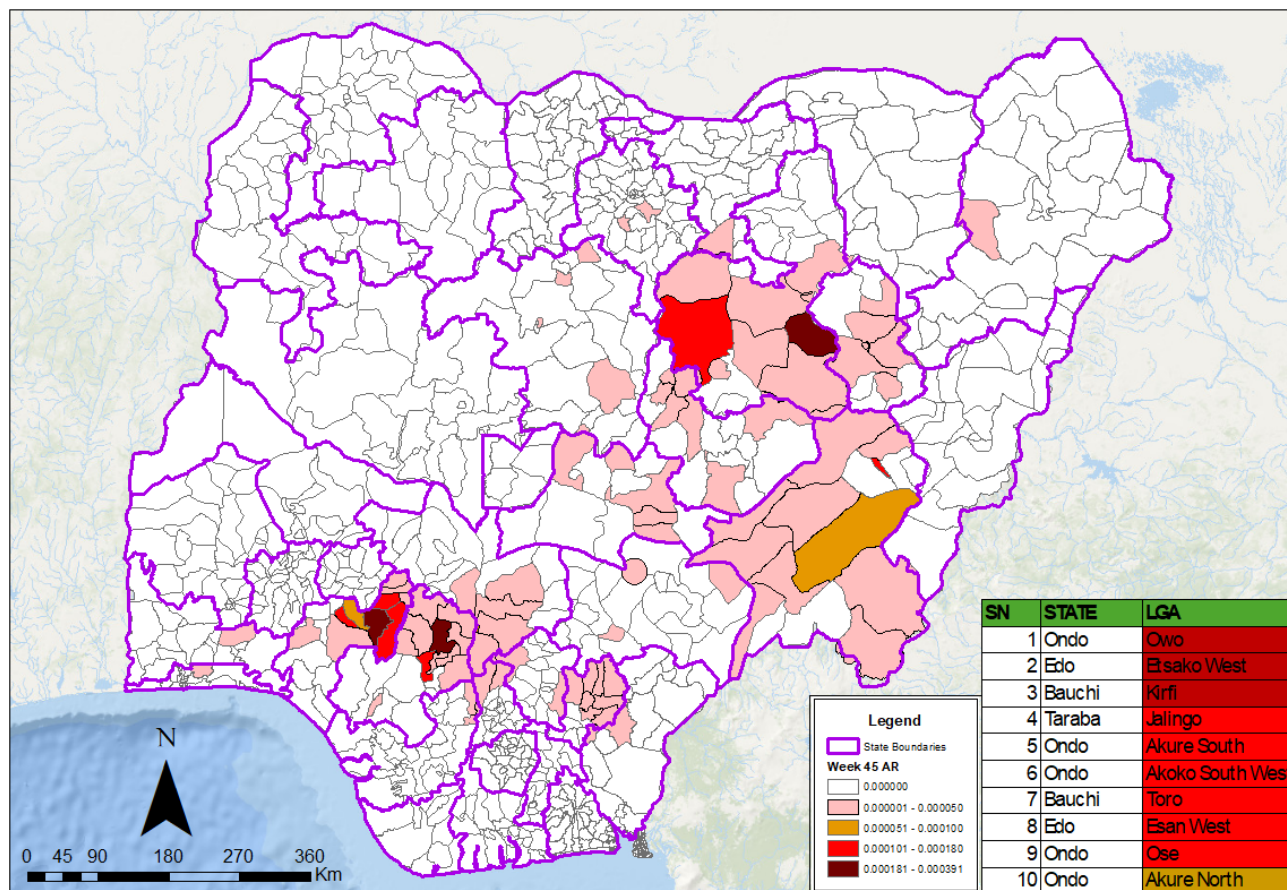 N
0 45 90 180 270 360
Km
Legend
State Boundaries
Week 45 AR
0.000000
0.000001 - 0.000050
0.000051 - 0.000100
0.000101 - 0.000180
0.000181 - 0.000391
SN STATE LGA
1 Ondo Owo
2 Edo Etsako West
3 Bauchi Kirfi
4 Taraba Jalingo
5 Ondo Akure South
6 Ondo Akoko South Wes
7 Bauchi Toro
8 Edo Esan West
9 Ondo Ose
10 Ondo Akure North